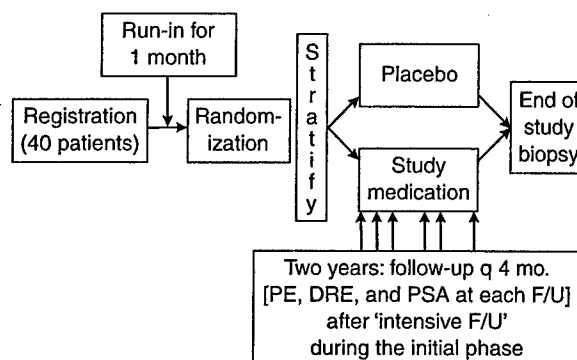 Run-in for
1 month
Registration
(40 patients)
Random-
ization
Stratify
Placebo
Study
medication
End of
study
biopsy
Two years: follow-up q 4 mo.
[PE, DRE, and PSA at each F/U]
after 'intensive F/U'
during the initial phase